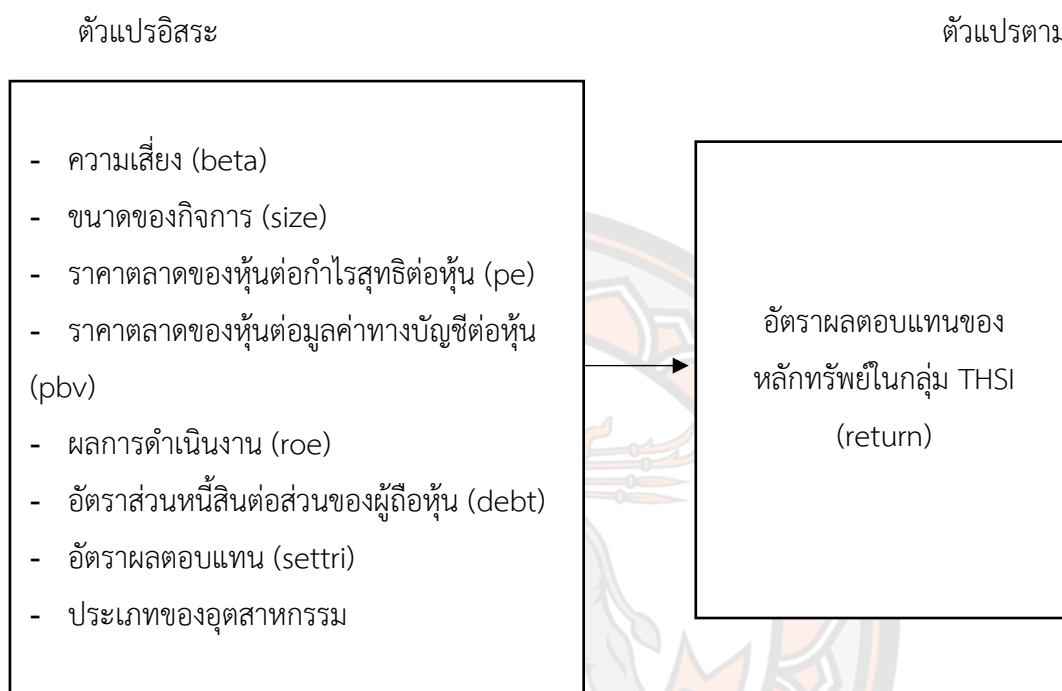 ตัวแปรอิสระ
ตัวแปรตาม
- ความเสี่ยง (beta)
- ขนาดของกิจการ (size)
- ราคาตลาดของหุ้นต่อกำไรสุทธิต่อหุ้น (pe)
- ราคาตลาดของหุ้นต่อมูลค่าทางบัญชีต่อหุ้น
(pbv)
- ผลการดำเนินงาน (roe)
- อัตราส่วนหนี้สินต่อส่วนของผู้ถือหุ้น (debt)
- อัตราผลตอบแทน (settri)
- ประเภทของอุตสาหกรรม
อัตราผลตอบแทนของ
หลักทรัพย์ในกลุ่ม THSI
(return)